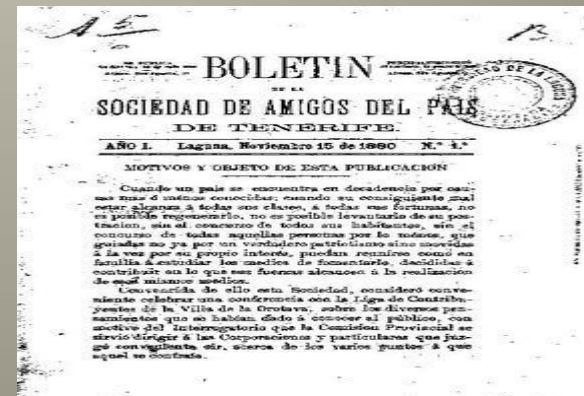 A 5
BOLETIN
DE LA
SOCIEDAD DE AMIGOS DEL PAIS
DE TENERIFE.
AÑO I. Laguna, Noviembre 15 de 1880 N.º 1.º
MOTIVOS Y OBJETO DE ESTA PUBLICACIÓN
Cuando un pais se encuentra en decadencia por cau-
sas más ó ménos conocidas; cuando su consiguiente mal
estar alcanza á todas sus clases, á todas sus fortunas, no
es posible regenerarlo, no es posible levantarlo de su pos-
tracion, sin el concurso de todos sus habitantes, sin el
concurso de todas aquellas personas por lo ménos, que
guiadas no ya por un verdadero patriotismo sino movidas
á la vez por su propio interés, puedan reunirse como en
familia á estudiar los medios de fomentarlo, decididas á
contribuir en lo que sus fuerzas alcancen á la realizacion
de esos mismos medios.
Convencida de ello esta Sociedad, consideró conve-
niente celebrar una conferencia con la Liga de Contribu-
yentes de la Villa de la Orotava, sobre los diversos pen-
samientos que se habian dado á conocer al público, con
motivo del Interrogatorio que la Comision Provincial se
sirvió dirigir á las Corporaciones y particulares que juz-
gó conveniente oir, acerca de los varios puntos á que
aquel se contraia.